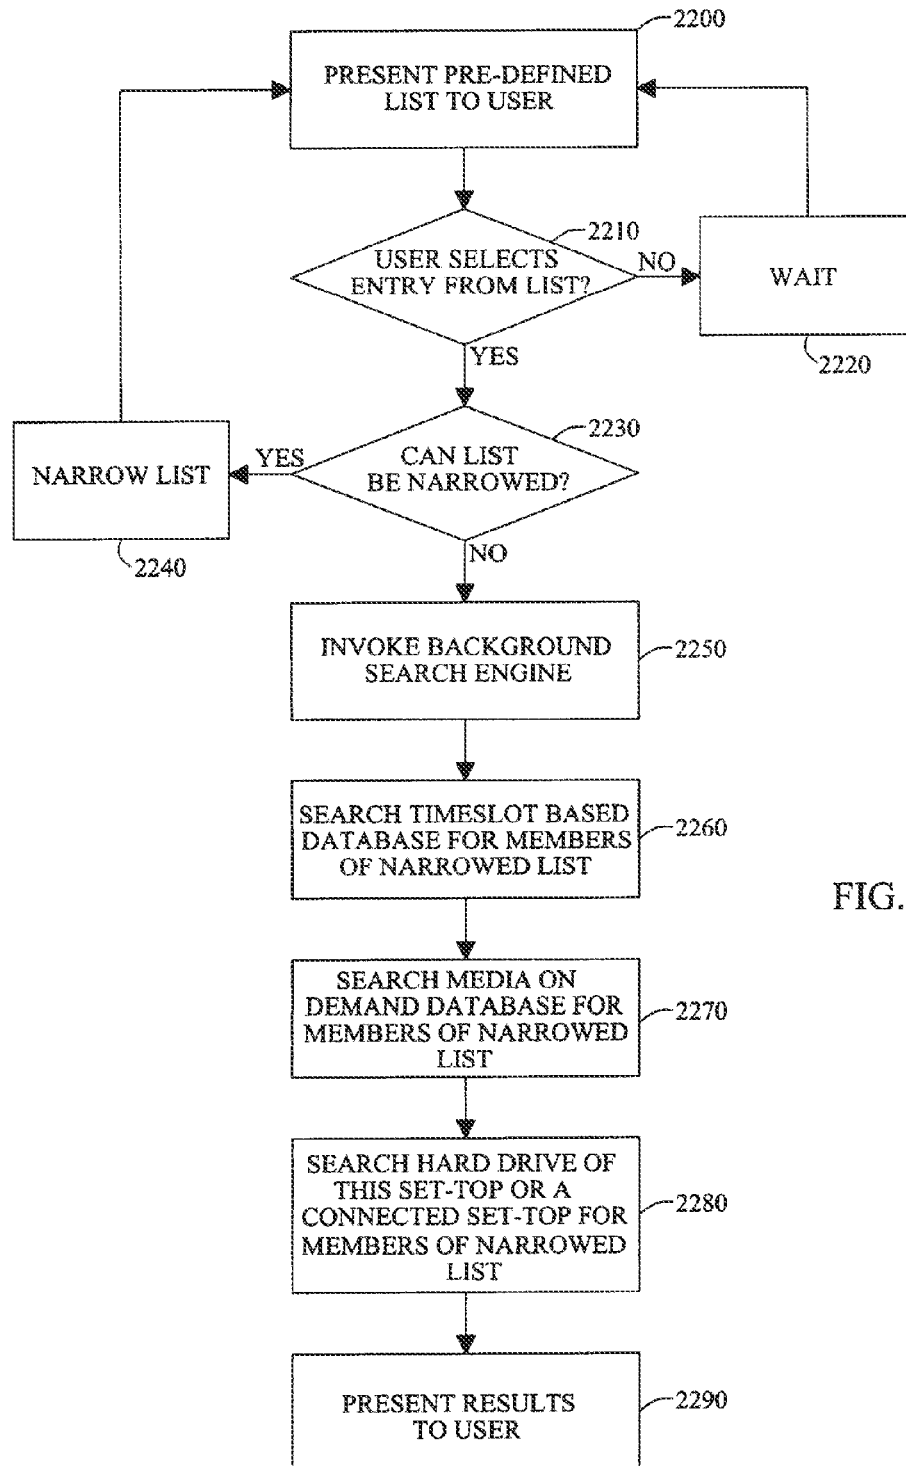 2200
PRESENT PRE-DEFINED
LIST TO USER
2210
USER SELECTS
ENTRY FROM LIST?
NO
WAIT
2220
YES
2230
CAN LIST
BE NARROWED?
YES
NARROW LIST
2240
NO
INVOKE BACKGROUND
SEARCH ENGINE
2250
SEARCH TIMESLOT BASED
DATABASE FOR MEMBERS
OF NARROWED LIST
2260
FIG.
SEARCH MEDIA ON
DEMAND DATABASE FOR
MEMBERS OF NARROWED
LIST
2270
SEARCH HARD DRIVE OF
THIS SET-TOP OR A
CONNECTED SET-TOP FOR
MEMBERS OF NARROWED
LIST
2280
PRESENT RESULTS
TO USER
2290